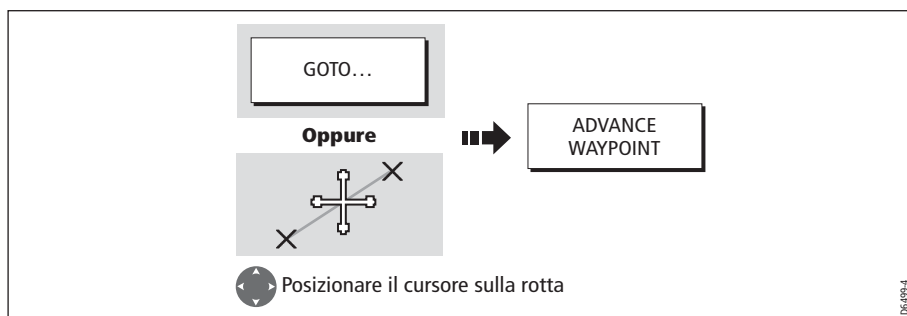 GOTO...
Oppure
ADVANCE
WAYPOINT
Posizionare il cursore sulla rotta
D6499-4